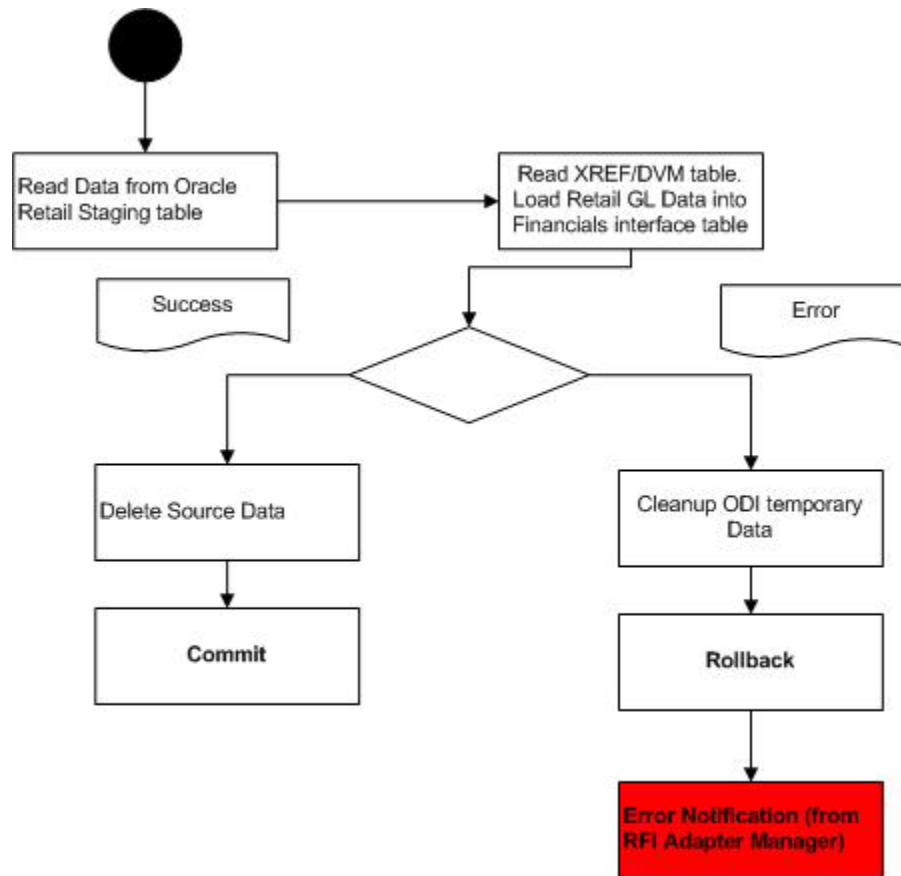 Read Data from Oracle
Retail Staging table
Read XREF/DVM table.
Load Retail GL Data into
Financials interface table
Success
Error
Delete Source Data
Cleanup ODI temporary
Data
Commit
Rollback
Error Notification (from
RFI Adapter Manager)